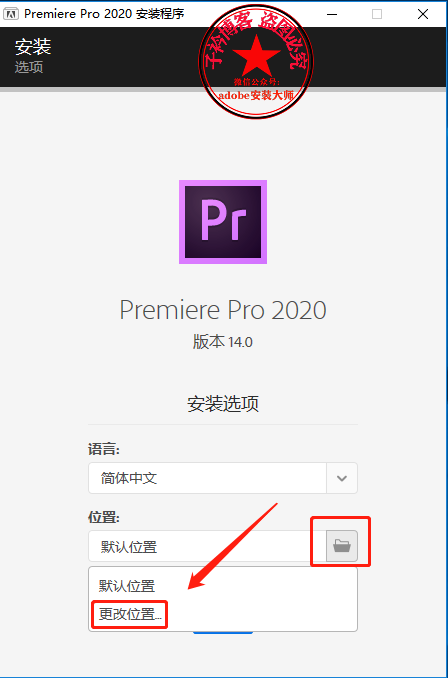 Premiere Pro 2020 安装程序
安装
选项
子衿博客 盗图必究
微信公众号:
adobe安装大师
Pr
Premiere Pro 2020
版本 14.0
安装选项
语言:
简体中文
位置:
默认位置
默认位置
更改位置...